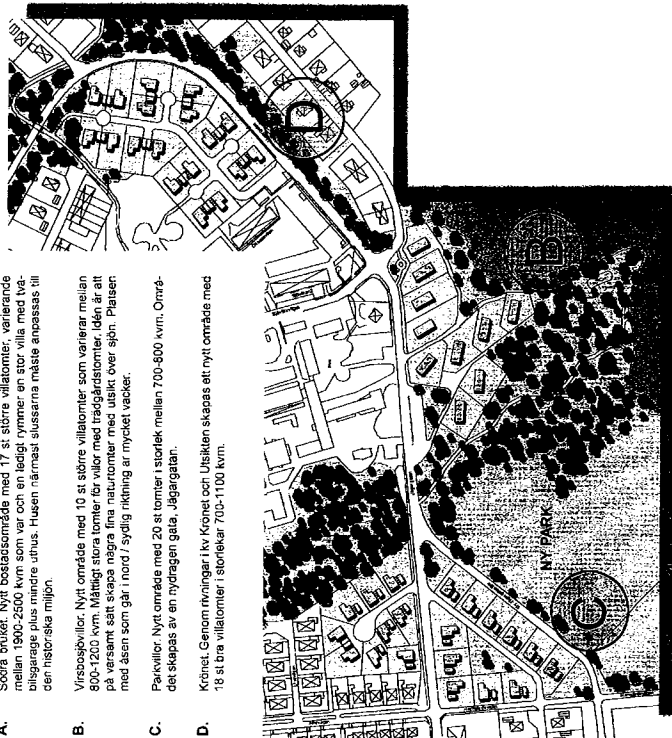 A. Södra bruket. Nytt bostadsområde med 17 st större villatomter, varierande
mellan 1900-2500 kvm som var och en ledigt rymmer en stor villa med två-
bilsgarage plus mindre uthus. Husen närmast slussarna måste anpassas till
den historiska miljön.
B. Virsbosjövillor. Nytt område med 10 st större villatomter som varierar mellan
800-1200 kvm. Måttligt stora tomter för villor med trädgårdstomter. Idén är att
på varsamt sätt skapa några fina naturtomter med utsikt över sjön. Platsen
med åsen som går i nord / sydlig riktning är mycket vacker.
C. Parkvillor. Nytt område med 20 st tomter i storlek mellan 700-800 kvm. Områ-
det skapas av en nydragen gata, Jägargatan.
D. Krönet. Genom rivningar i kv Krönet och Utsikten skapas ett nytt område med
18 st bra villatomter i storlekar 700-1100 kvm.
D
B
NY PARK
C